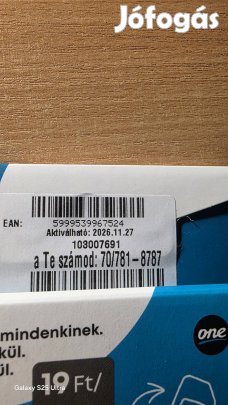 Jófogás
EAN:
5999539967524
Aktiválható: 2026.11.27
103007691
a Te számod: 70/781-8787
mindenkinek.
kül.
ül.
one
19 Ft/
Galaxy S25 Ultra